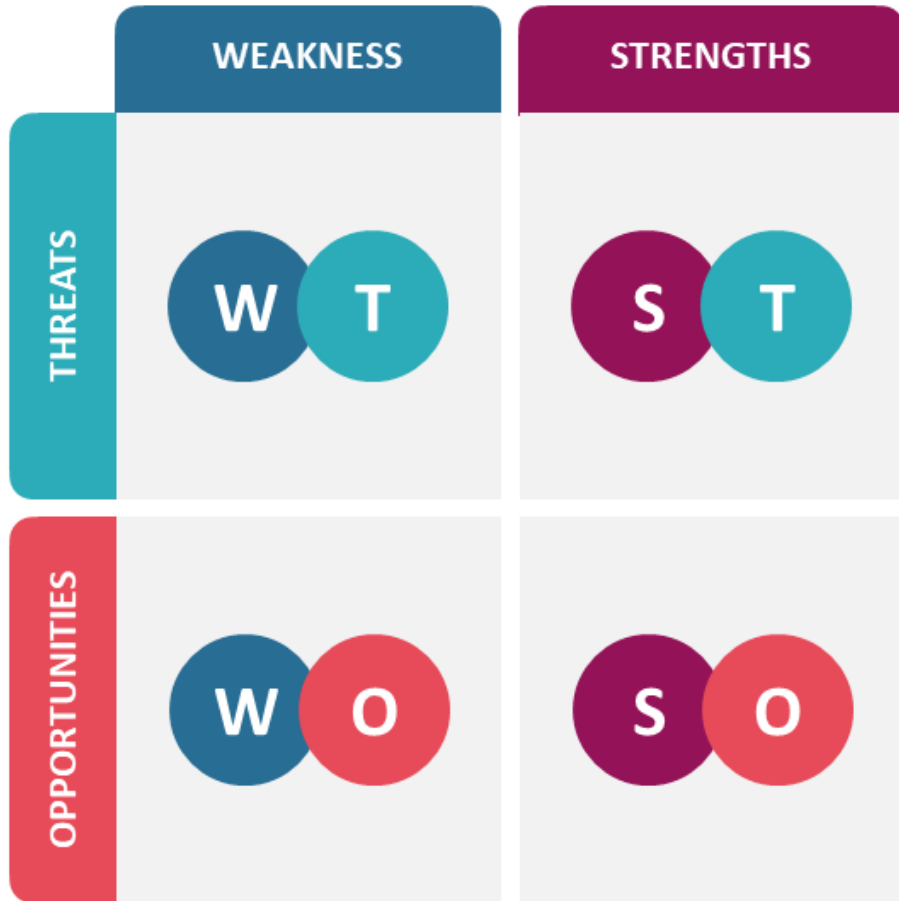 WEAKNESS
STRENGTHS
THREATS
W T
S T
OPPORTUNITIES
W O
S O